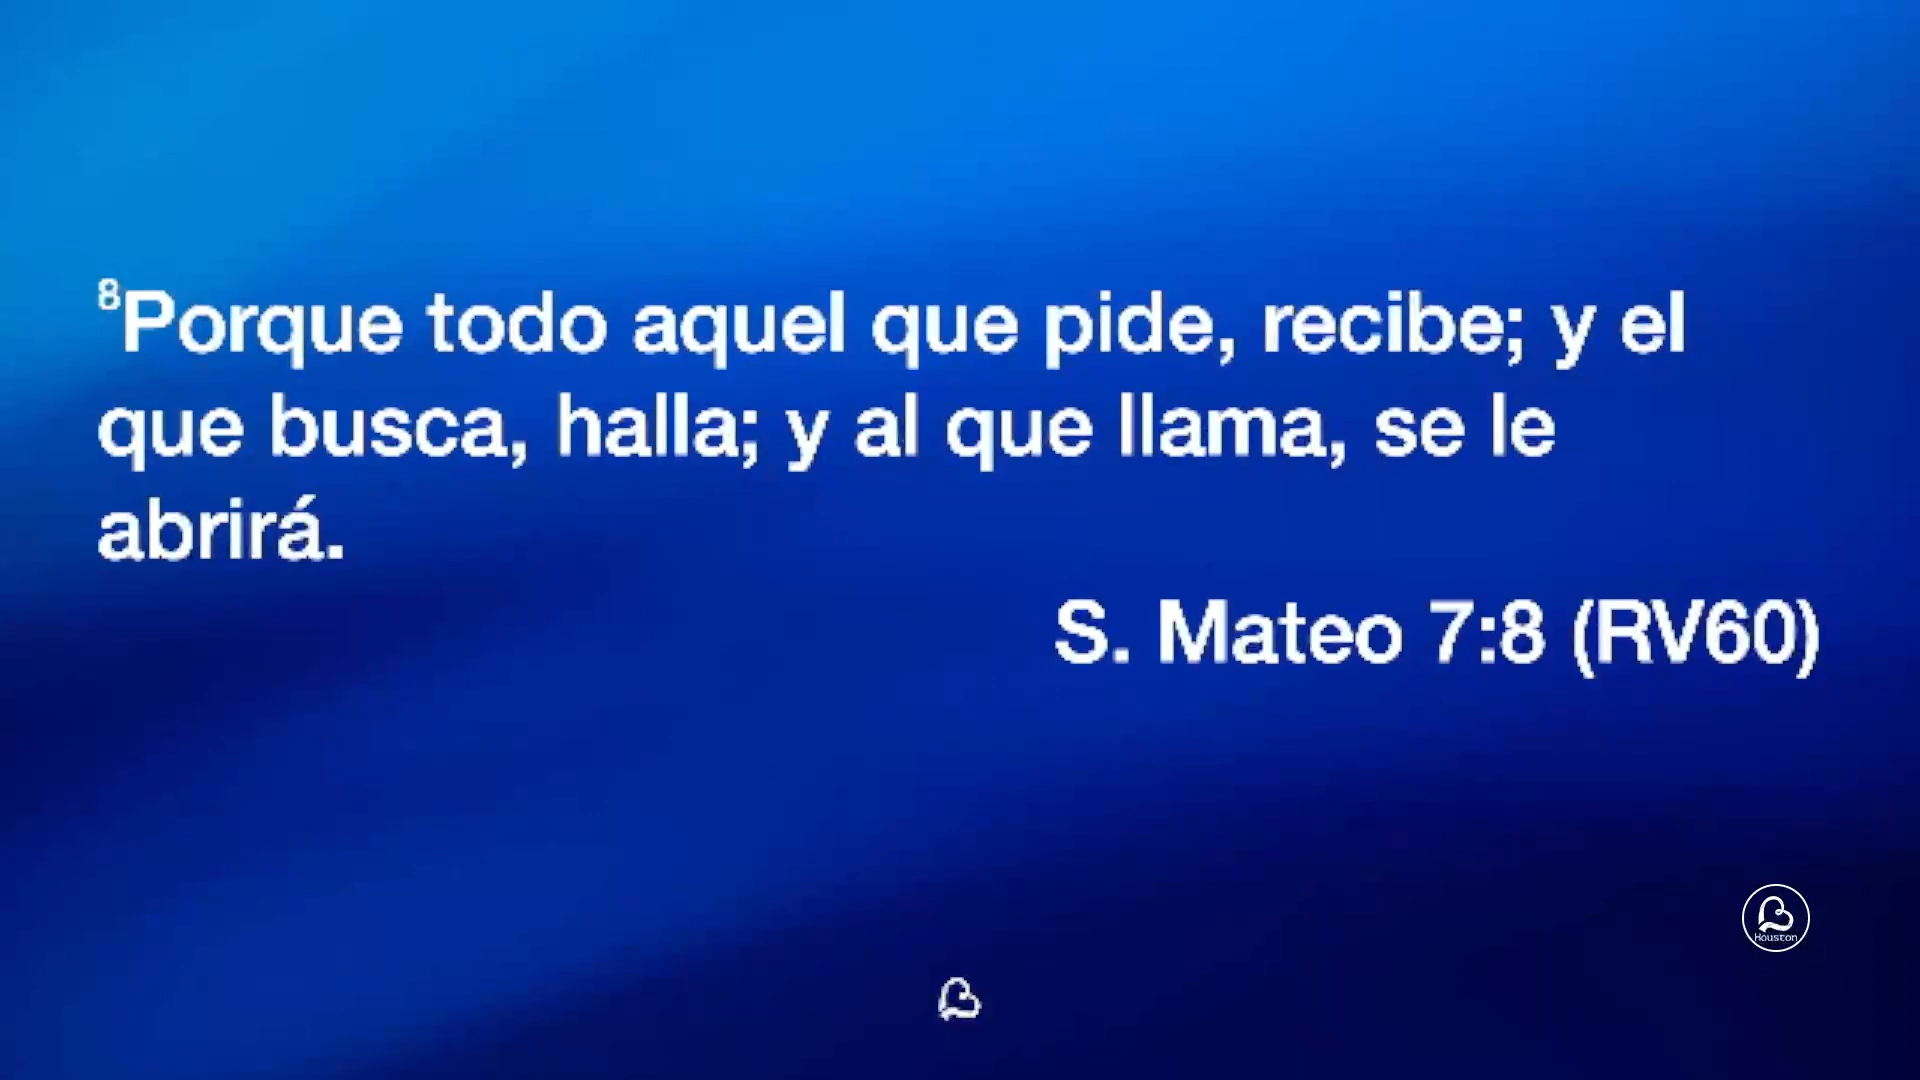 ⁸Porque todo aquel que pide, recibe; y el
que busca, halla; y al que llama, se le
abrirá.
S. Mateo 7:8 (RV60)
Houston